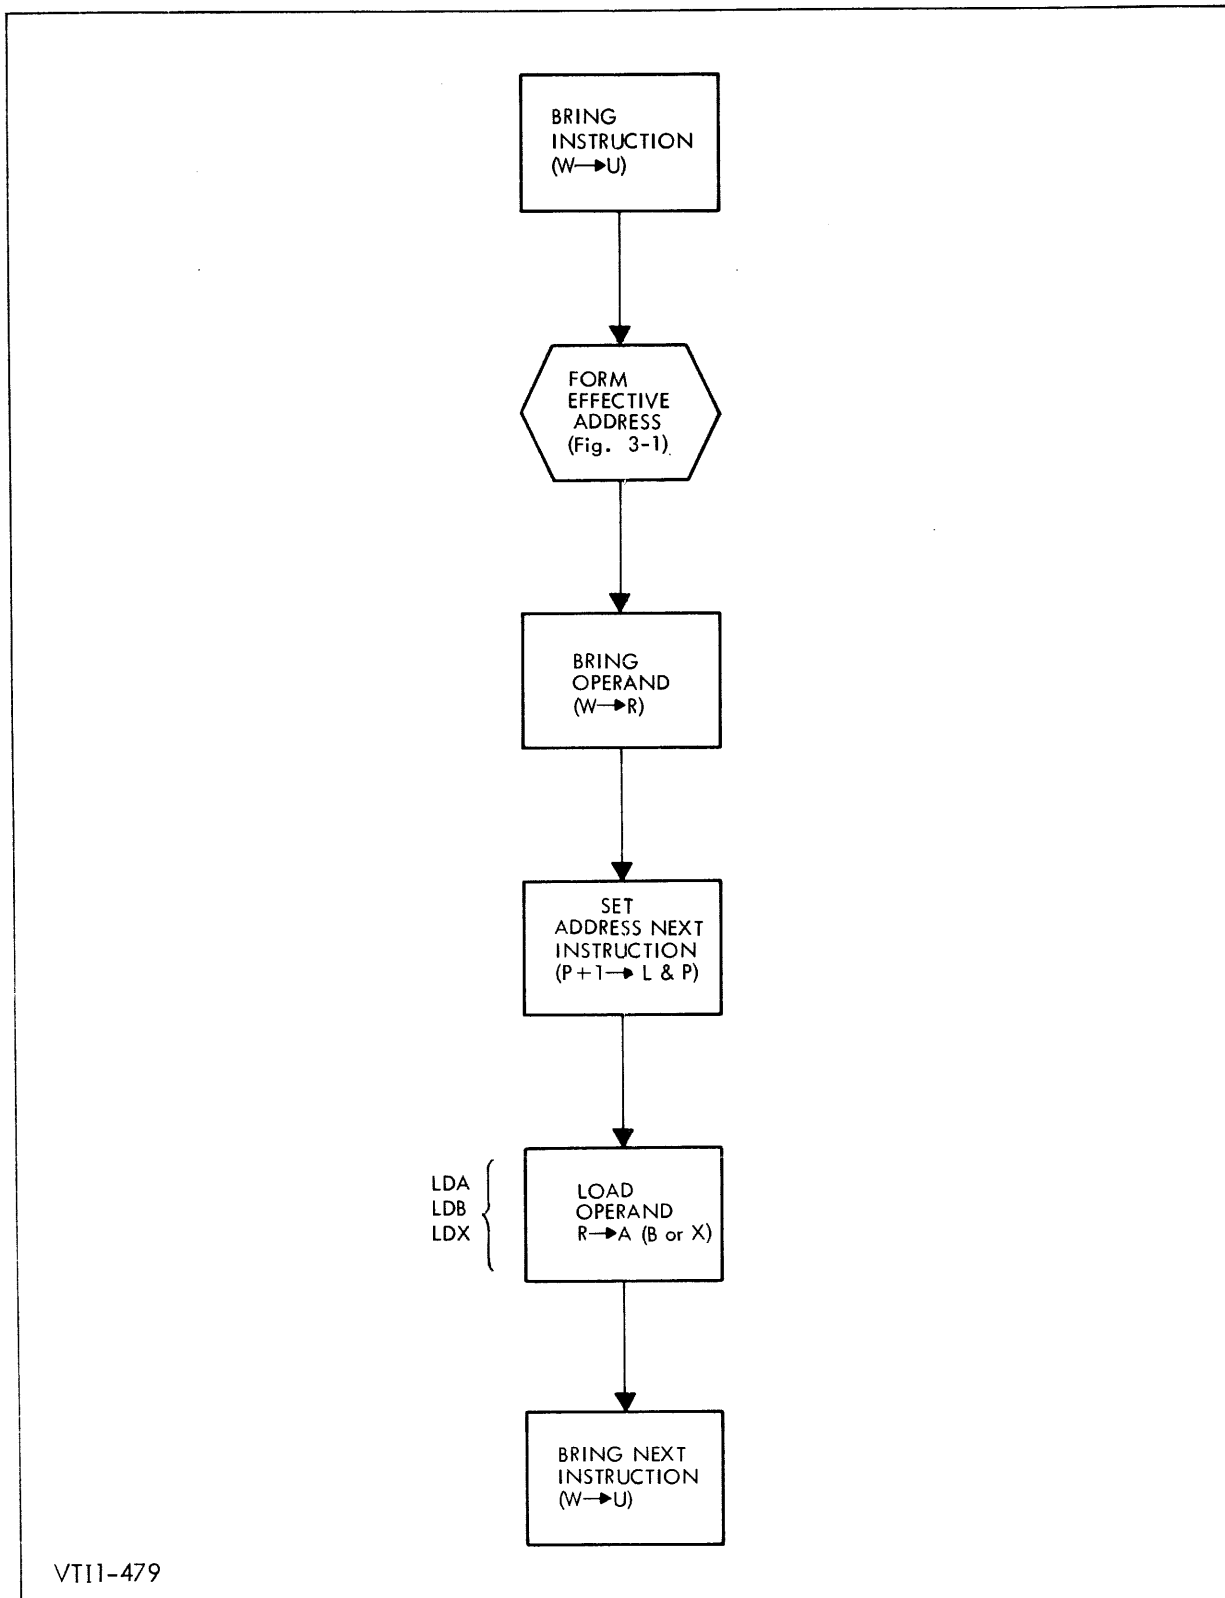 BRING
INSTRUCTION
(W→U)
FORM
EFFECTIVE
ADDRESS
(Fig. 3-1)
BRING
OPERAND
(W→R)
SET
ADDRESS NEXT
INSTRUCTION
(P+1→ L & P)
LDA
LDB
LDX
LOAD
OPERAND
R→A (B or X)
BRING NEXT
INSTRUCTION
(W→U)
VTI1-479